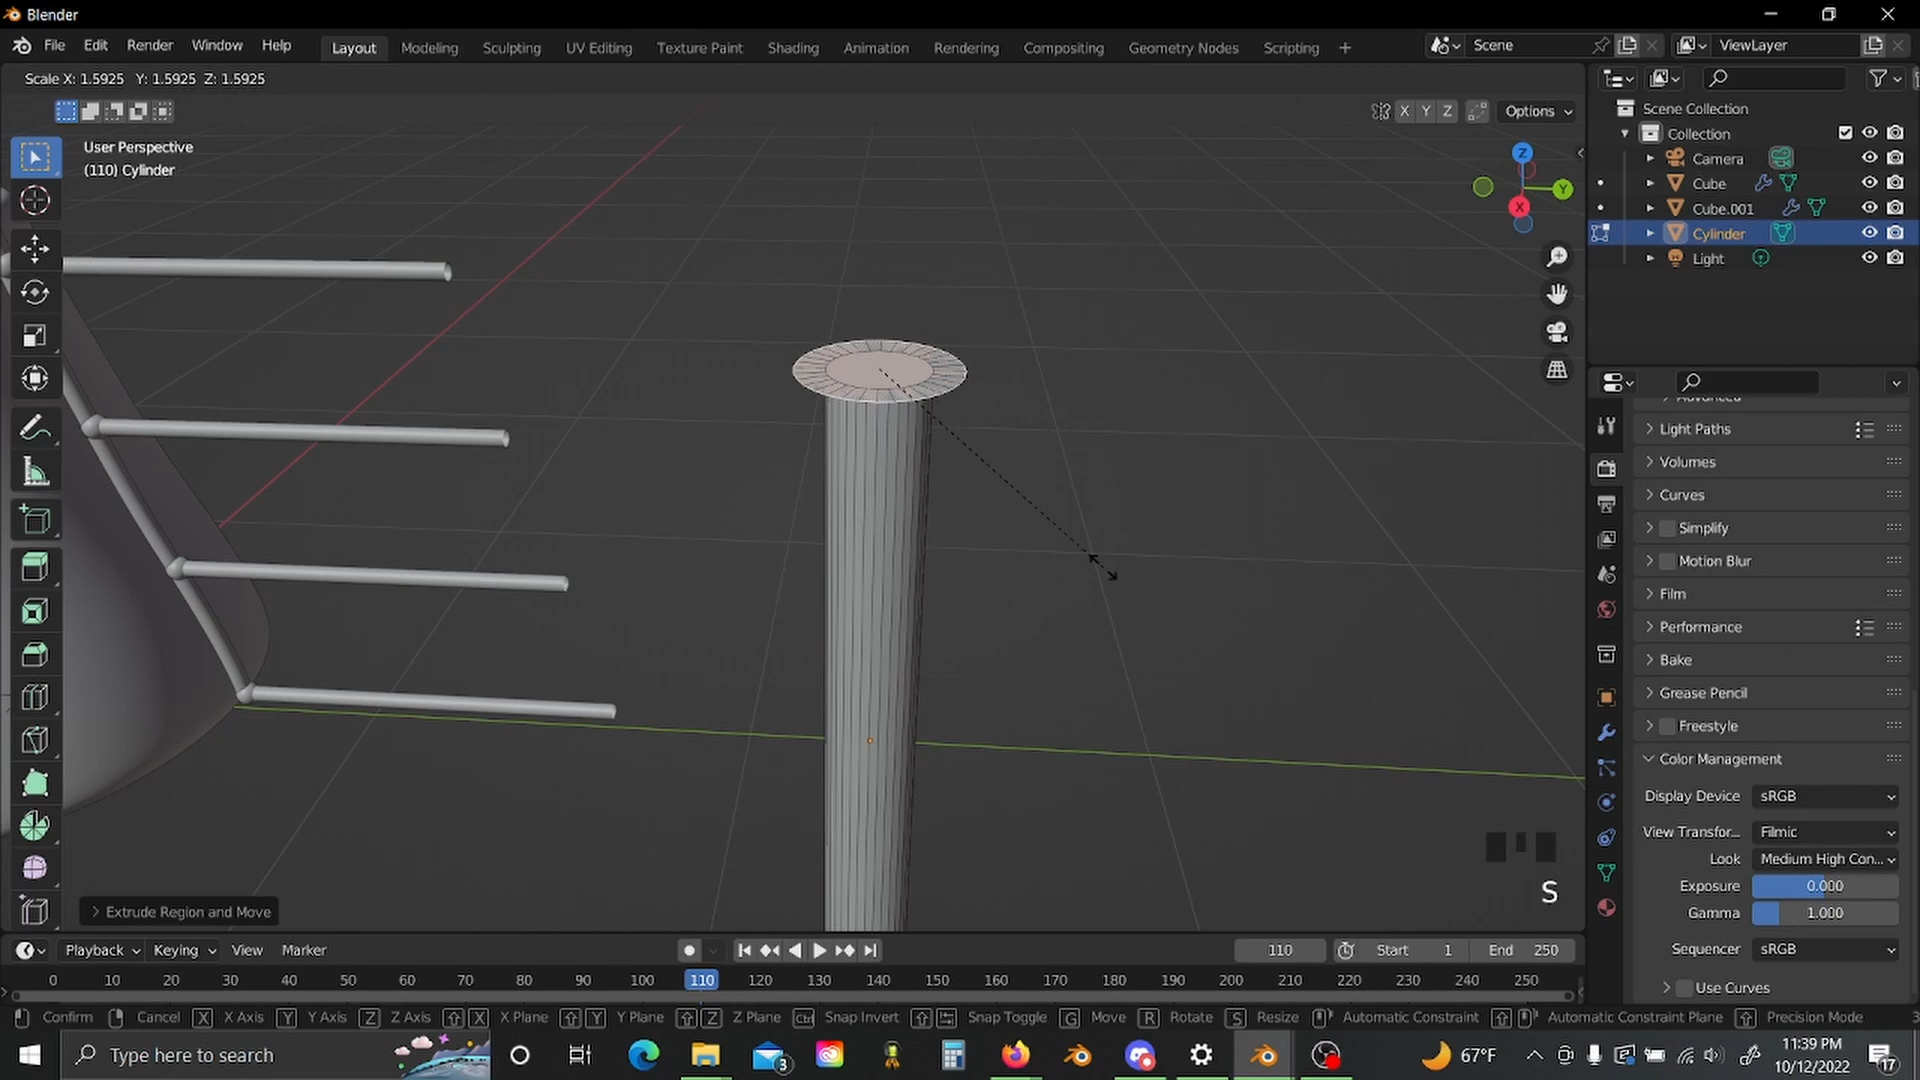 Blender
File Edit Render Window Help Layout Modeling Sculpting UV Editing Texture Paint Shading Animation Rendering Compositing Geometry Nodes Scripting + Scene ViewLayer
Scale X: 1.5925 Y: 1.5925 Z: 1.5925
X Y Z Options
User Perspective
(110) Cylinder
Z
Y
X
Scene Collection
Collection
Camera
Cube
Cube.001
Cylinder
Light
Advanced
Light Paths
Volumes
Curves
Simplify
Motion Blur
Film
Performance
Bake
Grease Pencil
Freestyle
Color Management
Display Device sRGB
View Transfor... Filmic
Look Medium High Con...
Exposure 0.000
Gamma 1.000
Sequencer sRGB
Use Curves
S
Extrude Region and Move
Playback Keying View Marker 110 Start 1 End 250
0 10 20 30 40 50 60 70 80 90 100 110 120 130 140 150 160 170 180 190 200 210 220 230 240 250
Confirm Cancel X X Axis Y Y Axis Z Z Axis X X Plane Y Y Plane Z Z Plane Ctrl Snap Invert Snap Toggle G Move R Rotate S Resize Automatic Constraint Automatic Constraint Plane Precision Mode
Type here to search 3 67°F 11:39 PM
10/12/2022 17